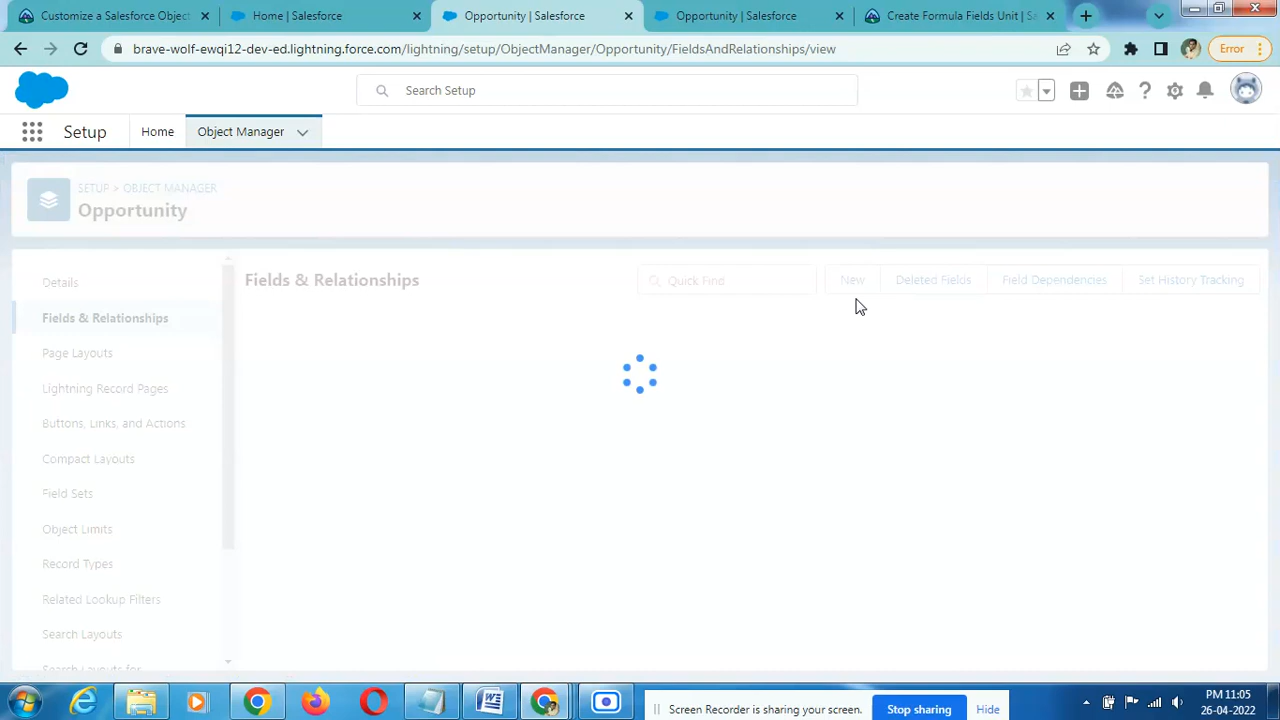 Customize a Salesforce Object
Home | Salesforce
Opportunity | Salesforce
Opportunity | Salesforce
Create Formula Fields Unit | Sa
brave-wolf-ewqi12-dev-ed.lightning.force.com/lightning/setup/ObjectManager/Opportunity/FieldsAndRelationships/view
Error
Search Setup
Setup
Home
Object Manager
SETUP > OBJECT MANAGER
Opportunity
Details
Fields & Relationships
Page Layouts
Lightning Record Pages
Buttons, Links, and Actions
Compact Layouts
Field Sets
Object Limits
Record Types
Related Lookup Filters
Search Layouts
Search Layouts for
Fields & Relationships
Quick Find
New
Deleted Fields
Field Dependencies
Set History Tracking
Screen Recorder is sharing your screen.
Stop sharing
Hide
PM 11:05
26-04-2022